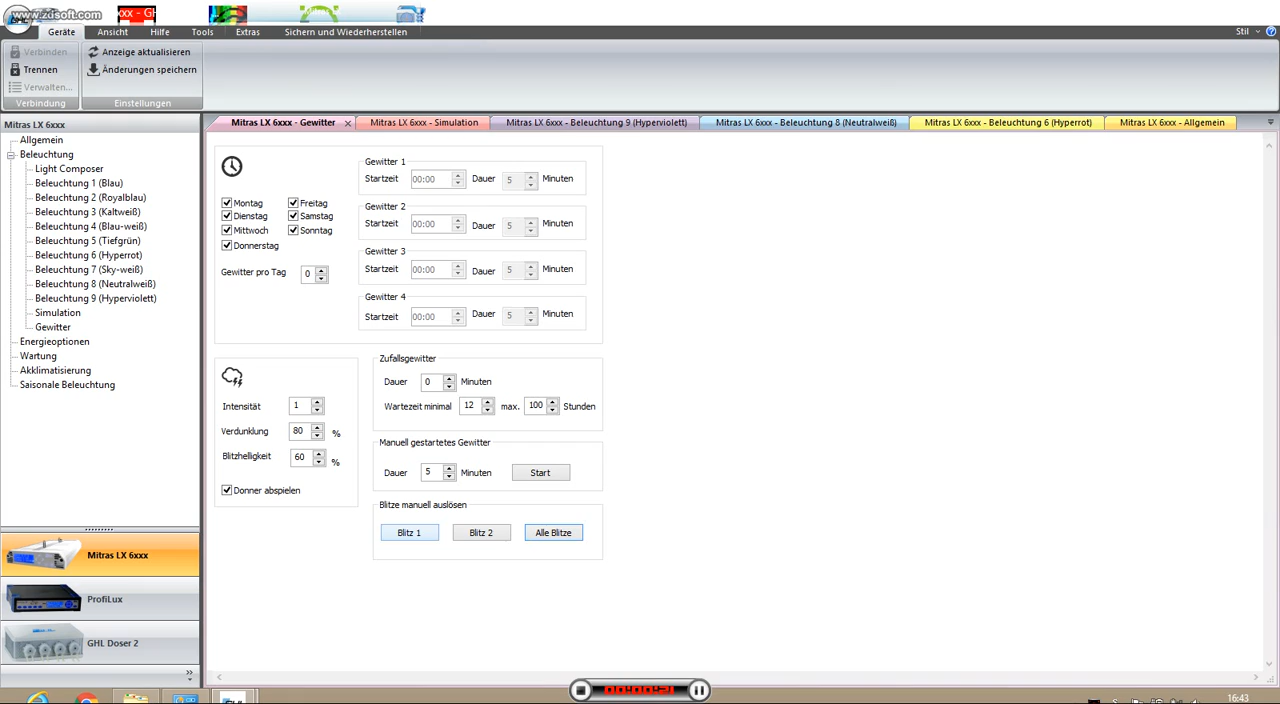 www.zdsoft.com
Geräte Ansicht Hilfe Tools Extras Sichern und Wiederherstellen Stil
Verbinden
Trennen
Verwalten...
Verbindung
Anzeige aktualisieren
Änderungen speichern
Einstellungen
Mitras LX 6xxx
Allgemein
Beleuchtung
Light Composer
Beleuchtung 1 (Blau)
Beleuchtung 2 (Royalblau)
Beleuchtung 3 (Kaltweiß)
Beleuchtung 4 (Blau-weiß)
Beleuchtung 5 (Tiefgrün)
Beleuchtung 6 (Hyperrot)
Beleuchtung 7 (Sky-weiß)
Beleuchtung 8 (Neutralweiß)
Beleuchtung 9 (Hyperviolett)
Simulation
Gewitter
Energieoptionen
Wartung
Akklimatisierung
Saisonale Beleuchtung
Mitras LX 6xxx
ProfiLux
GHL Doser 2
Mitras LX 6xxx - Gewitter Mitras LX 6xxx - Simulation Mitras LX 6xxx - Beleuchtung 9 (Hyperviolett) Mitras LX 6xxx - Beleuchtung 8 (Neutralweiß) Mitras LX 6xxx - Beleuchtung 6 (Hyperrot) Mitras LX 6xxx - Allgemein
Montag Freitag
Dienstag Samstag
Mittwoch Sonntag
Donnerstag
Gewitter pro Tag 0
Gewitter 1
Startzeit 00:00 Dauer 5 Minuten
Gewitter 2
Startzeit 00:00 Dauer 5 Minuten
Gewitter 3
Startzeit 00:00 Dauer 5 Minuten
Gewitter 4
Startzeit 00:00 Dauer 5 Minuten
Intensität 1
Verdunklung 80 %
Blitzhelligkeit 60 %
Donner abspielen
Zufallsgewitter
Dauer 0 Minuten
Wartezeit minimal 12 max. 100 Stunden
Manuell gestartetes Gewitter
Dauer 5 Minuten Start
Blitze manuell auslösen
Blitz 1 Blitz 2 Alle Blitze
16:43